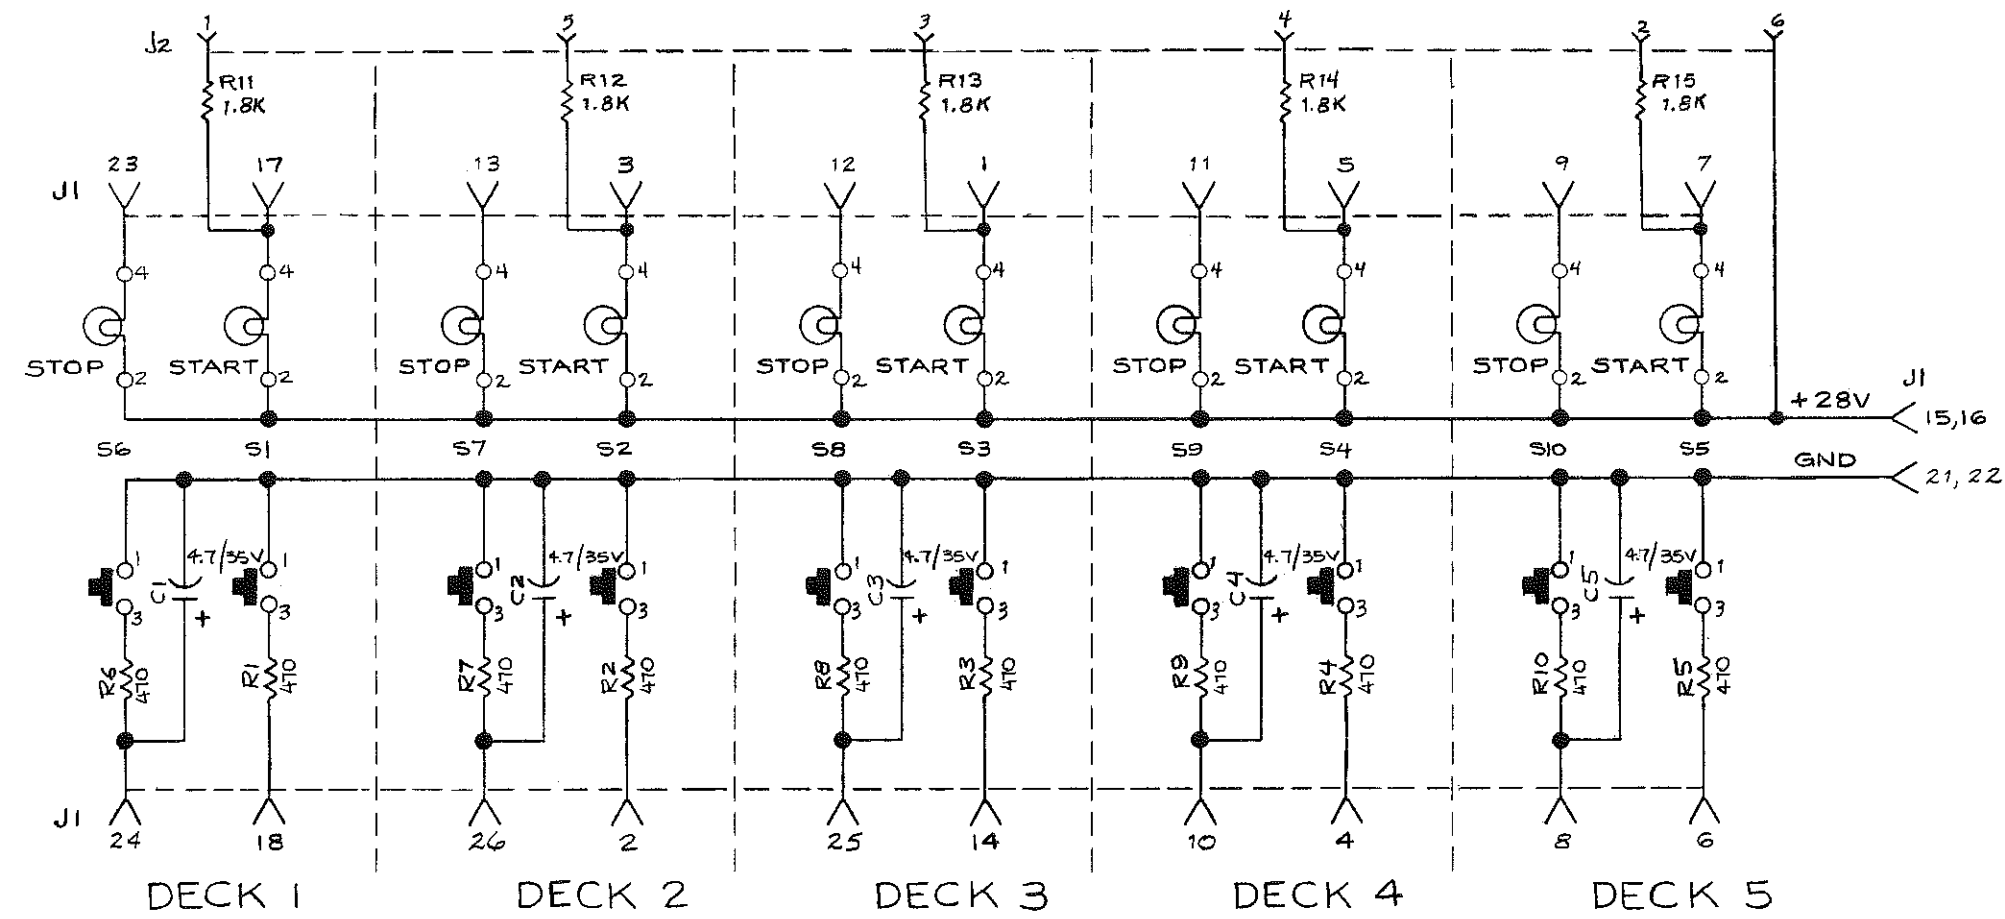 1 5 3 4 2 6
J2
R11 R12 R13 R14 R15
1.8K 1.8K 1.8K 1.8K 1.8K
23 17 13 3 12 1 11 5 9 7
J1
4 4 4 4 4 4 4 4 4 4
STOP START STOP START STOP START STOP START STOP START
2 2 2 2 2 2 2 2 2 2
J1
+28V
15,16
S6 S1 S7 S2 S8 S3 S9 S4 S10 S5
GND
21, 22
4.7/35V 4.7/35V 4.7/35V 4.7/35V 4.7/35V
1 1 1 1 1 1 1 1 1 1
C1 C2 C3 C4 C5
3 3 3 3 3 3 3 3 3 3
+ + + + +
R6 R1 R7 R2 R8 R3 R9 R4 R10 R5
470 470 470 470 470 470 470 470 470 470
J1
24 18 26 2 25 14 10 4 8 6
DECK 1 DECK 2 DECK 3 DECK 4 DECK 5